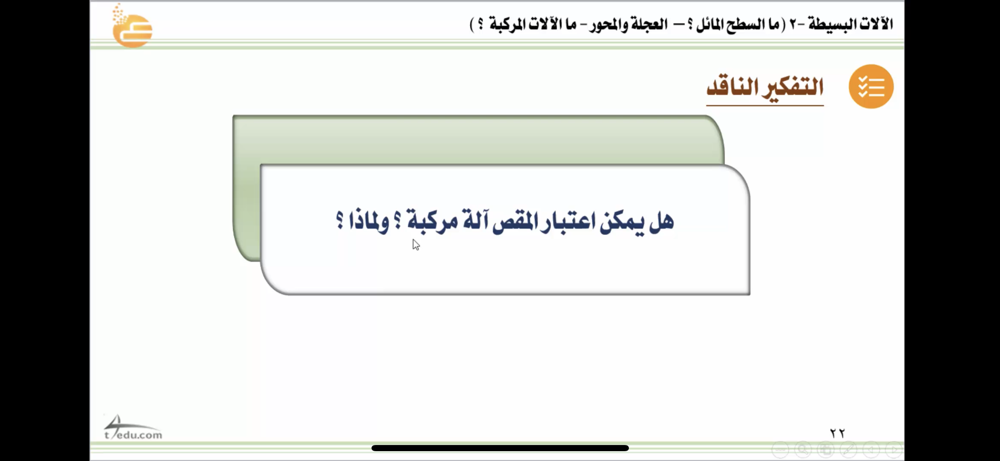 الآلات البسيطة -٢ (ما السطح المائل ؟ – العجلة والمحور - ما الآلات المركبة ؟ )
التفكير الناقد
هل يمكن اعتبار المقص آلة مركبة ؟ ولماذا ؟
t4edu.com
٢٢